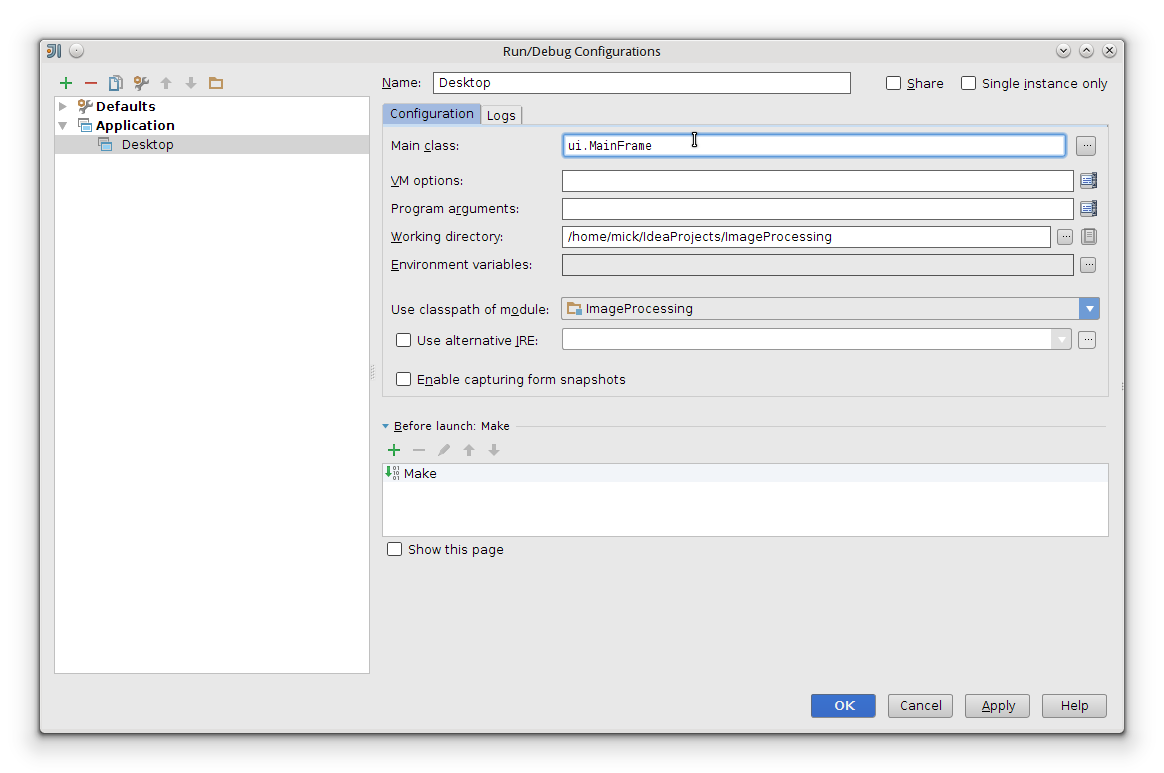 Run/Debug Configurations
Name: Desktop Share Single instance only
Defaults
Application
Desktop
Configuration Logs
Main class: ui.MainFrame
VM options:
Program arguments:
Working directory: /home/mick/IdeaProjects/ImageProcessing
Environment variables:
Use classpath of module: ImageProcessing
Use alternative JRE:
Enable capturing form snapshots
Before launch: Make
Make
Show this page
OK Cancel Apply Help